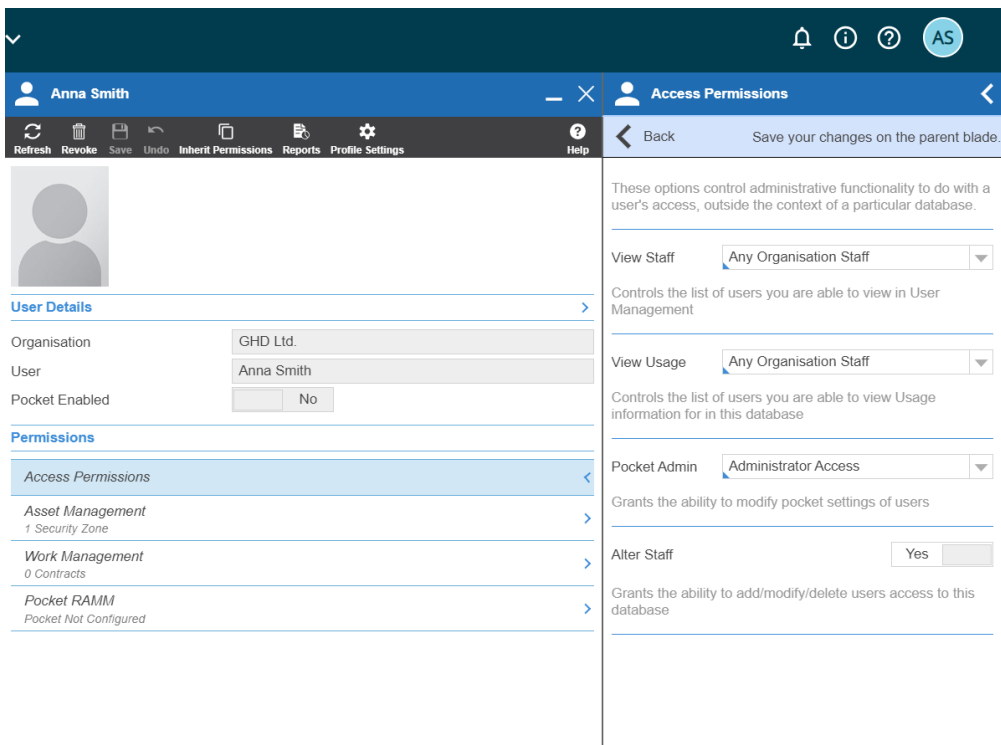 AS
Anna Smith
Refresh Revoke Save Undo Inherit Permissions Reports Profile Settings Help
User Details
Organisation GHD Ltd.
User Anna Smith
Pocket Enabled No
Permissions
Access Permissions
Asset Management
1 Security Zone
Work Management
0 Contracts
Pocket RAMM
Pocket Not Configured
Access Permissions
Back Save your changes on the parent blade.
These options control administrative functionality to do with a
user's access, outside the context of a particular database.
View Staff Any Organisation Staff
Controls the list of users you are able to view in User
Management
View Usage Any Organisation Staff
Controls the list of users you are able to view Usage
information for in this database
Pocket Admin Administrator Access
Grants the ability to modify pocket settings of users
Alter Staff Yes
Grants the ability to add/modify/delete users access to this
database